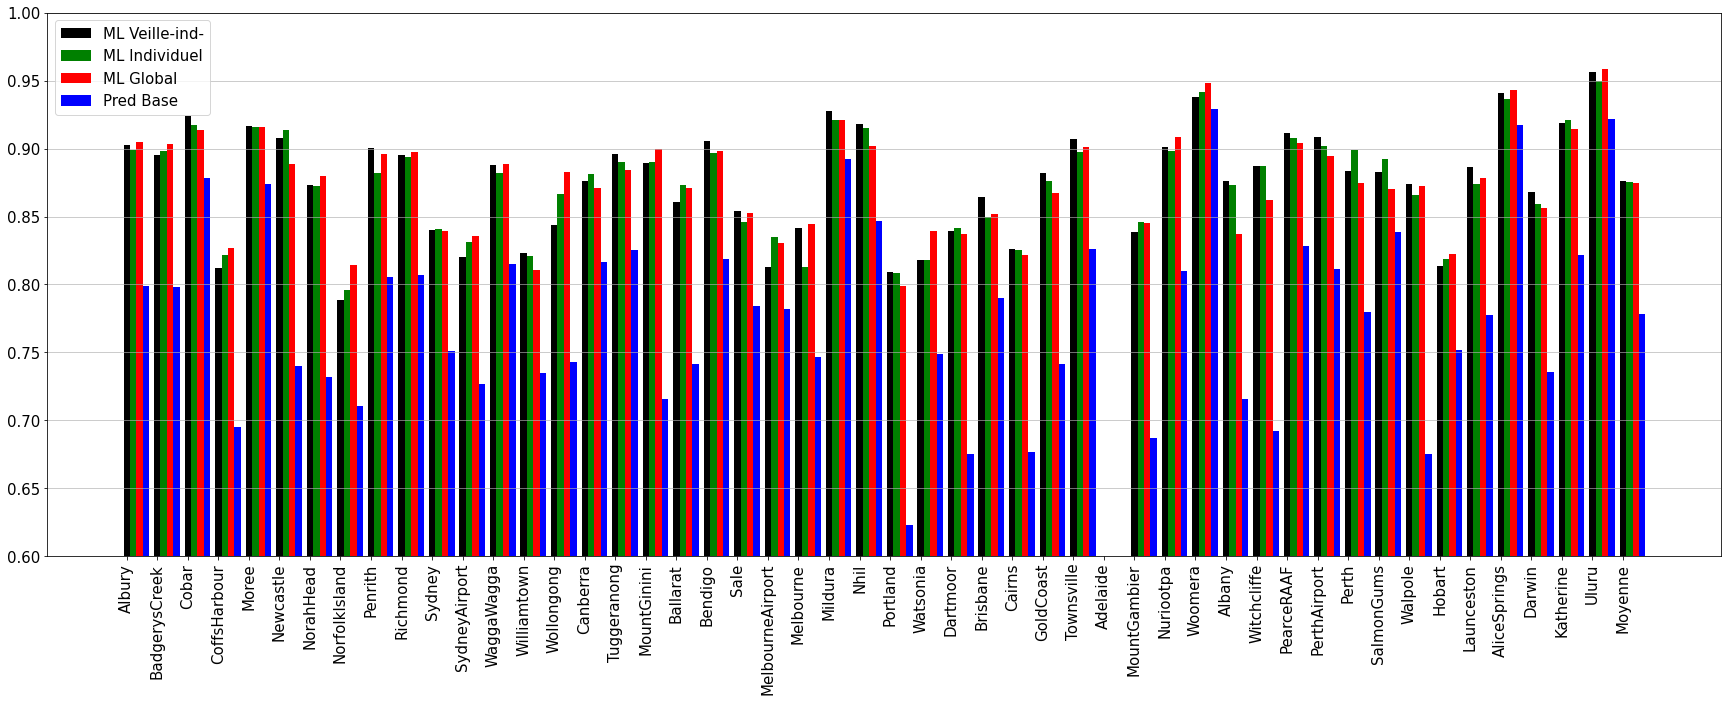 1.00
0.95
0.90
0.85
0.80
0.75
0.70
0.65
0.60
ML Veille-ind-
ML Individuel
ML Global
Pred Base
Albury
BadgerysCreek
Cobar
CoffsHarbour
Moree
Newcastle
NorahHead
NorfolkIsland
Penrith
Richmond
Sydney
SydneyAirport
WaggaWagga
Williamtown
Wollongong
Canberra
Tuggeranong
MountGinini
Ballarat
Bendigo
Sale
MelbourneAirport
Melbourne
Mildura
Nhil
Portland
Watsonia
Dartmoor
Brisbane
Cairns
GoldCoast
Townsville
Adelaide
MountGambier
Nuriootpa
Woomera
Albany
Witchcliffe
PearceRAAF
PerthAirport
Perth
SalmonGums
Walpole
Hobart
Launceston
AliceSprings
Darwin
Katherine
Uluru
Moyenne